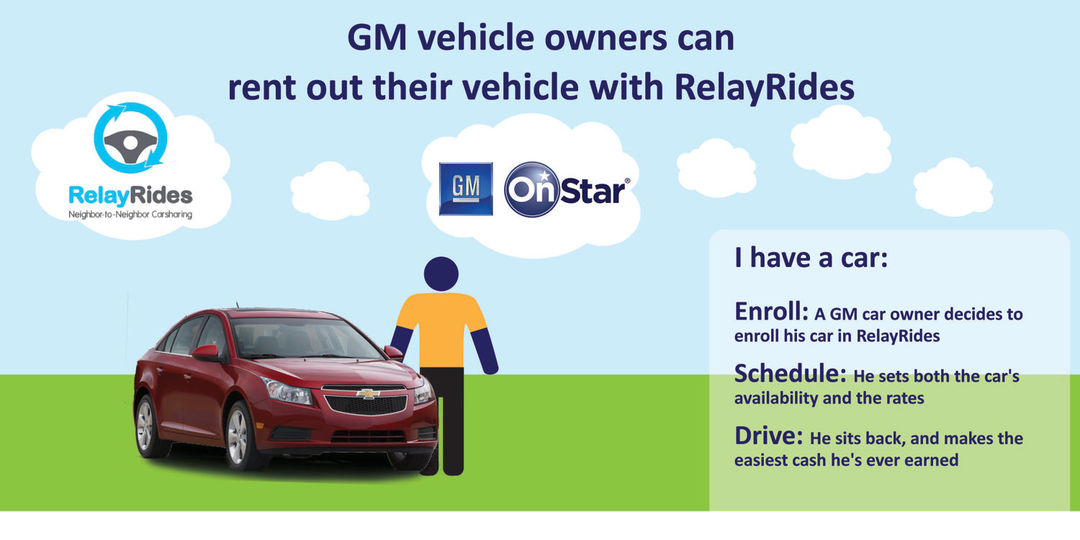 GM vehicle owners can
rent out their vehicle with RelayRides
RelayRides
Neighbor-to-Neighbor Carsharing
GM
OnStar®
I have a car:
Enroll: A GM car owner decides to
enroll his car in RelayRides
Schedule: He sets both the car's
availability and the rates
Drive: He sits back, and makes the
easiest cash he's ever earned